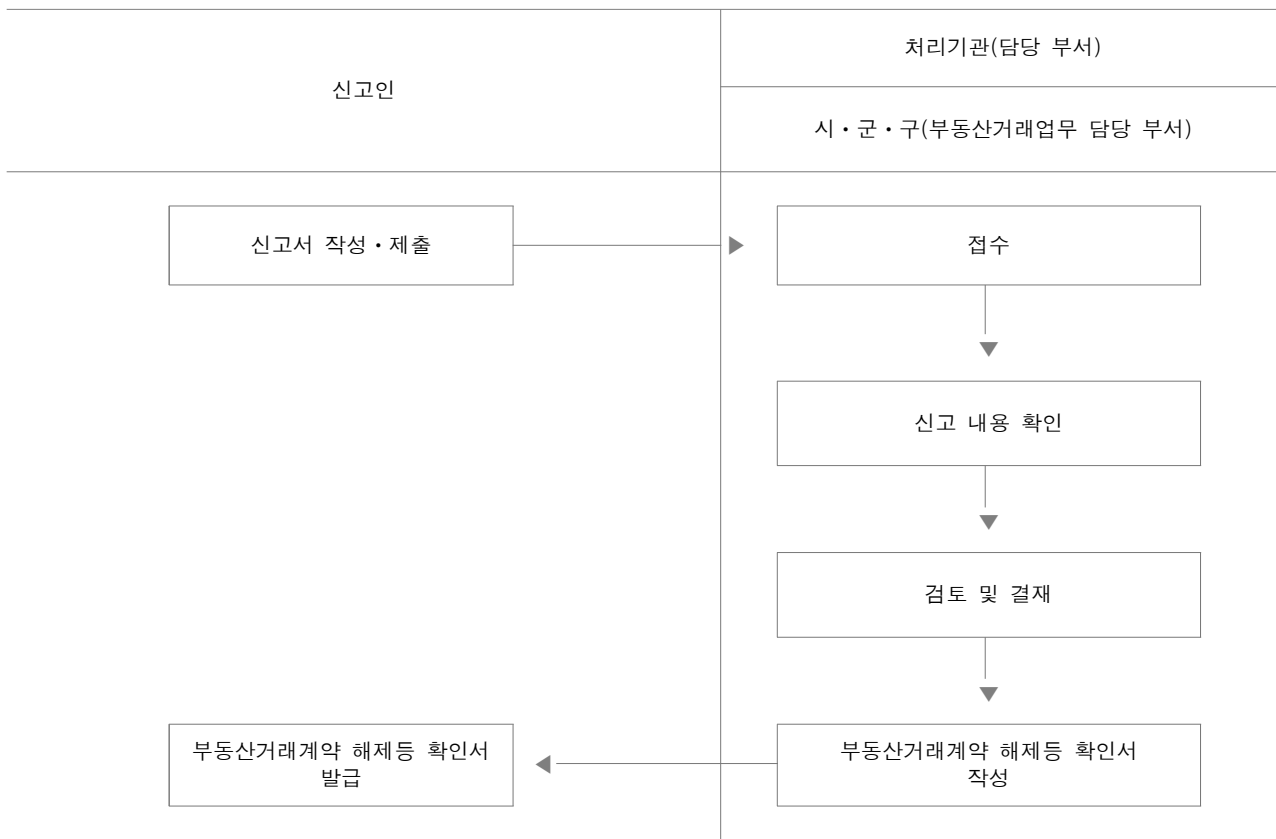 신고인
처리기관(담당 부서)
시・군・구(부동산거래업무 담당 부서)
신고서 작성・제출
접수
신고 내용 확인
검토 및 결재
부동산거래계약 해제등 확인서
발급
부동산거래계약 해제등 확인서
작성